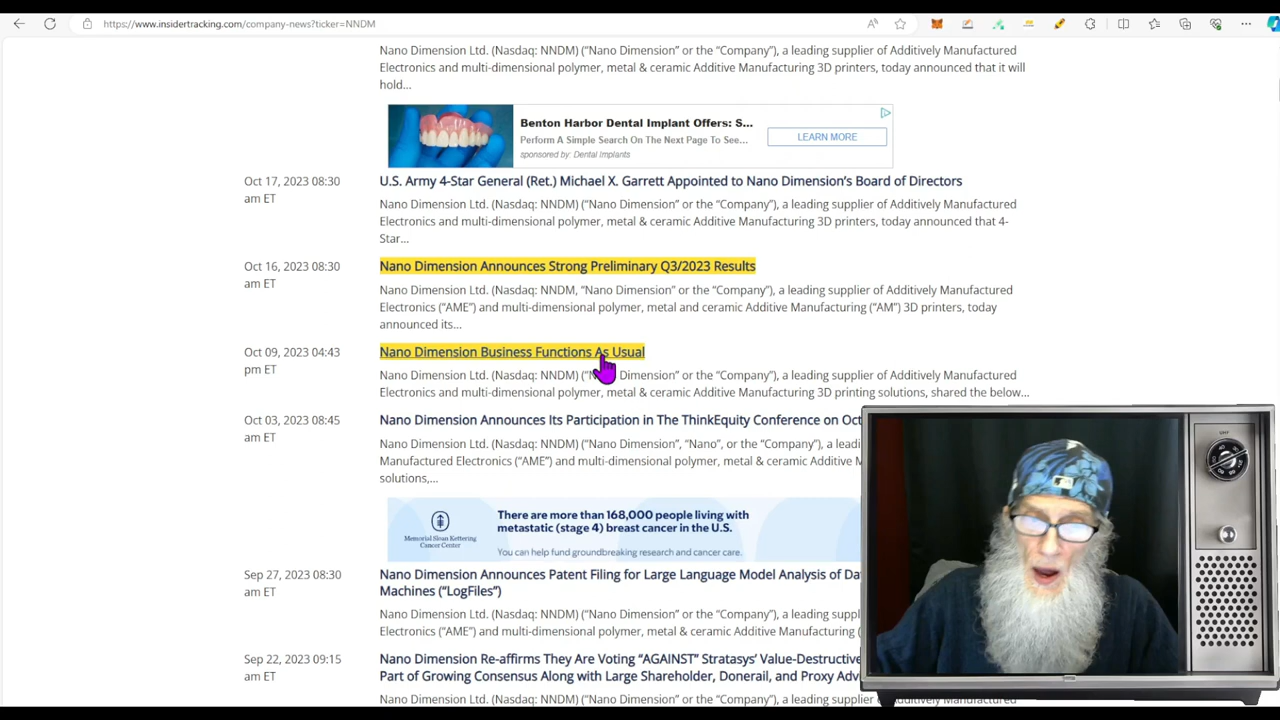 https://www.insidertracking.com/company-news?ticker=NNDM
Nano Dimension Ltd. (Nasdaq: NNDM) (“Nano Dimension” or the “Company”), a leading supplier of Additively Manufactured
Electronics and multi-dimensional polymer, metal & ceramic Additive Manufacturing 3D printers, today announced that it will
hold...
Benton Harbor Dental Implant Offers: S...
Perform A Simple Search On The Next Page To See...
sponsored by: Dental Implants
LEARN MORE
Oct 17, 2023 08:30
am ET
U.S. Army 4-Star General (Ret.) Michael X. Garrett Appointed to Nano Dimension’s Board of Directors
Nano Dimension Ltd. (Nasdaq: NNDM) (“Nano Dimension” or the “Company”), a leading supplier of Additively Manufactured
Electronics and multi-dimensional polymer, metal & ceramic Additive Manufacturing 3D printers, today announced that 4-
Star...
Oct 16, 2023 08:30
am ET
Nano Dimension Announces Strong Preliminary Q3/2023 Results
Nano Dimension Ltd. (Nasdaq: NNDM, “Nano Dimension” or the “Company”), a leading supplier of Additively Manufactured
Electronics (“AME”) and multi-dimensional polymer, metal and ceramic Additive Manufacturing (“AM”) 3D printers, today
announced its...
Oct 09, 2023 04:43
pm ET
Nano Dimension Business Functions As Usual
Nano Dimension Ltd. (Nasdaq: NNDM) (“N Dimension” or the “Company”), a leading supplier of Additively Manufactured
Electronics and multi-dimensional polymer, metal & ceramic Additive Manufacturing 3D printing solutions, shared the below...
Oct 03, 2023 08:45
am ET
Nano Dimension Announces Its Participation in The ThinkEquity Conference on Oct
Nano Dimension Ltd. (Nasdaq: NNDM) (“Nano Dimension”, “Nano”, or the “Company”), a leadi
Manufactured Electronics (“AME”) and multi-dimensional polymer, metal & ceramic Additive M
solutions,...
Memorial Sloan Kettering
Cancer Center
There are more than 168,000 people living with
metastatic (stage 4) breast cancer in the U.S.
You can help fund groundbreaking research and cancer care.
Sep 27, 2023 08:30
am ET
Nano Dimension Announces Patent Filing for Large Language Model Analysis of Da
Machines (“LogFiles”)
Nano Dimension Ltd. (Nasdaq: NNDM) (“Nano Dimension” or the “Company”), a leading suppl
Electronics (“AME”) and multi-dimensional polymer, metal & ceramic Additive Manufacturing
Sep 22, 2023 09:15
am ET
Nano Dimension Re-affirms They Are Voting “AGAINST” Stratasys’ Value-Destructive
Part of Growing Consensus Along with Large Shareholder, Donerail, and Proxy Adv
Nano Dimension Ltd. (Nasdaq: NNDM) (“Nano Dimension” or the “Company”), a leading supplier of Additively Manufactured